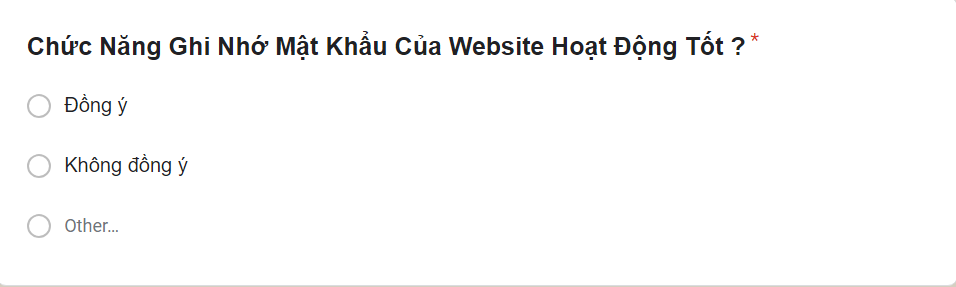 Chức Năng Ghi Nhớ Mật Khẩu Của Website Hoạt Động Tốt ? *
Đồng ý
Không đồng ý
Other...